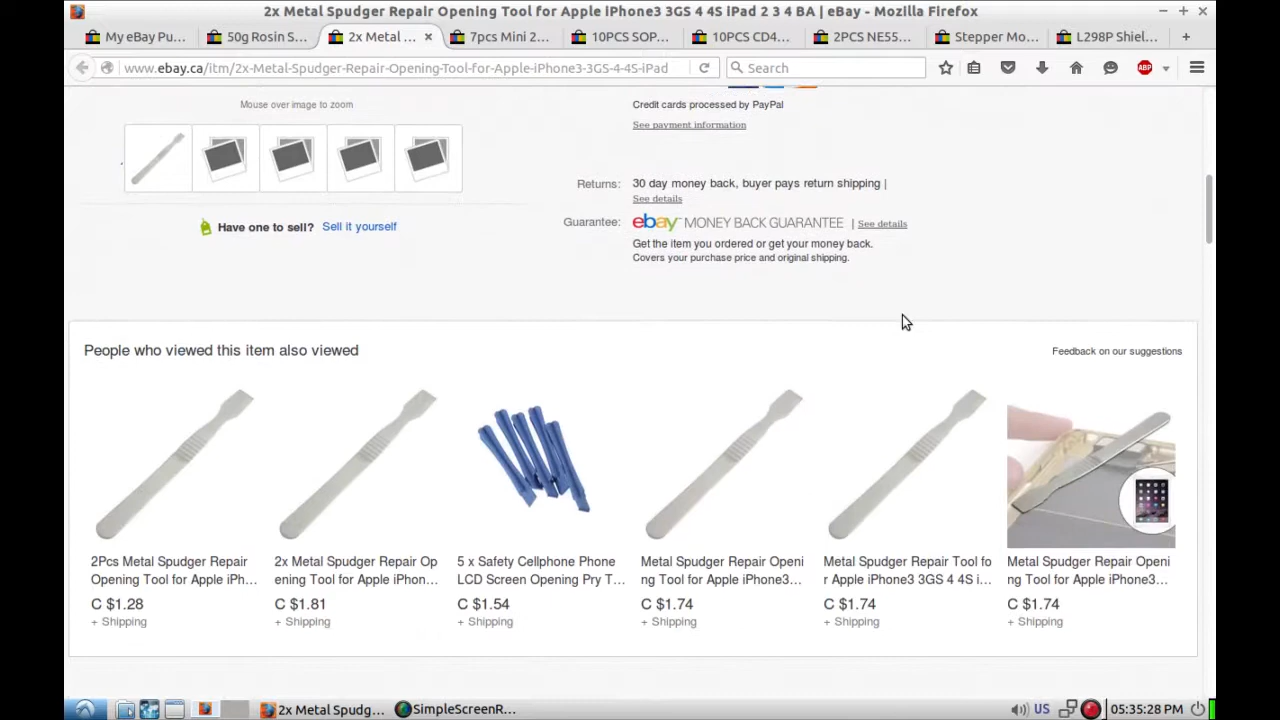 2x Metal Spudger Repair Opening Tool for Apple iPhone3 3GS 4 4S iPad 2 3 4 BA | eBay - Mozilla Firefox
My eBay Pu... 50g Rosin S... 2x Metal ... 7pcs Mini 2... 10PCS SOP... 10PCS CD4... 2PCS NE55... Stepper Mo... L298P Shiel...
www.ebay.ca/itm/2x-Metal-Spudger-Repair-Opening-Tool-for-Apple-iPhone3-3GS-4-4S-iPad
Search
ABP
Mouse over image to zoom
Credit cards processed by PayPal
See payment information
Returns: 30 day money back, buyer pays return shipping |
See details
Have one to sell? Sell it yourself
Guarantee: ebay MONEY BACK GUARANTEE | See details
Get the item you ordered or get your money back.
Covers your purchase price and original shipping.
People who viewed this item also viewed
Feedback on our suggestions
2Pcs Metal Spudger Repair
Opening Tool for Apple iPh...
C $1.28
+ Shipping
2x Metal Spudger Repair Op
ening Tool for Apple iPhon...
C $1.81
+ Shipping
5 x Safety Cellphone Phone
LCD Screen Opening Pry T...
C $1.54
+ Shipping
Metal Spudger Repair Openi
ng Tool for Apple iPhone3...
C $1.74
+ Shipping
Metal Spudger Repair Tool fo
r Apple iPhone3 3GS 4 4S i...
C $1.74
+ Shipping
Metal Spudger Repair Openi
ng Tool for Apple iPhone3...
C $1.74
+ Shipping
2x Metal Spudg... SimpleScreenR... US 05:35:28 PM